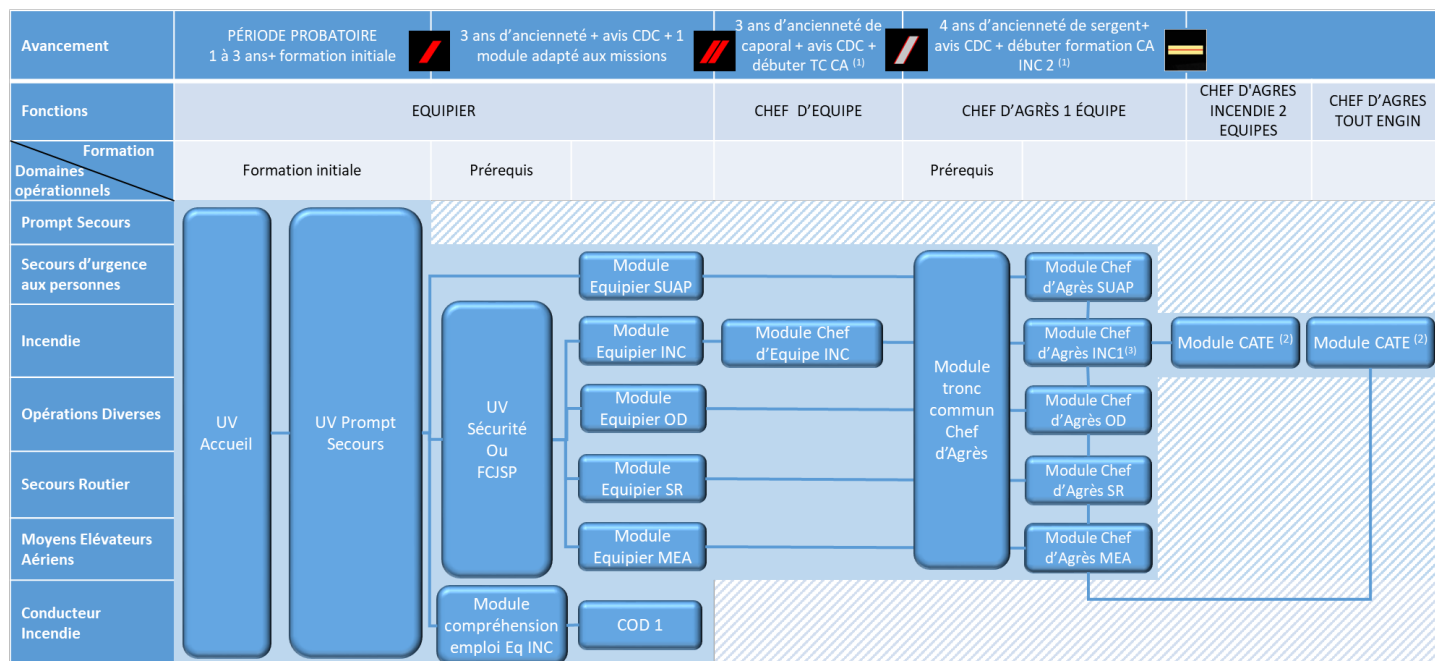 Avancement
PÉRIODE PROBATOIRE
1 à 3 ans+ formation initiale
3 ans d'ancienneté + avis CDC + 1
module adapté aux missions
3 ans d'ancienneté de
caporal + avis CDC +
débuter TC CA (1)
4 ans d'ancienneté de sergent+
avis CDC + débuter formation CA
INC 2 (1)
Fonctions
EQUIPIER
CHEF D'EQUIPE
CHEF D'AGRÈS 1 ÉQUIPE
CHEF D'AGRES
INCENDIE 2
EQUIPES
CHEF D'AGRES
TOUT ENGIN
Formation
Domaines
opérationnels
Formation initiale
Prérequis
Prérequis
Prompt Secours
Secours d'urgence
aux personnes
Incendie
Opérations Diverses
Secours Routier
Moyens Elévateurs
Aériens
Conducteur
Incendie
UV
Accueil
UV Prompt
Secours
UV
Sécurité
Ou
FCJSP
Module
compréhension
emploi Eq INC
Module
Equipier SUAP
Module
Equipier INC
Module
Equipier OD
Module
Equipier SR
Module
Equipier MEA
COD 1
Module Chef
d'Equipe INC
Module
tronc
commun
Chef
d'Agrès
Module Chef
d'Agrès SUAP
Module Chef
d'Agrès INC1(3)
Module Chef
d'Agrès OD
Module Chef
d'Agrès SR
Module Chef
d'Agrès MEA
Module CATE (2)
Module CATE (2)